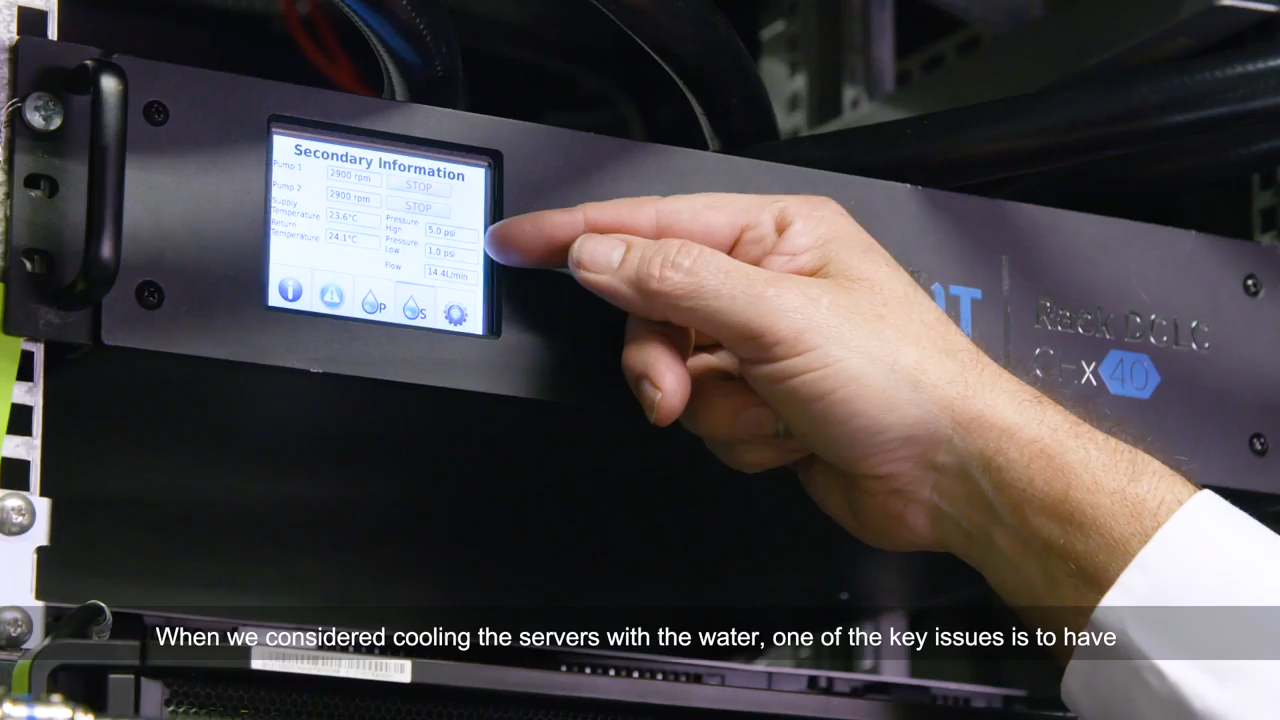 Secondary Information
Pump 1 2900 rpm STOP
Pump 2 2900 rpm STOP
Supply Temperature 23.6°C
Return Temperature 24.1°C
Pressure High 5.0 psi
Pressure Low 1.0 psi
Flow 14.4L/min
P
S
IT
Rack DCLC
x 40
When we considered cooling the servers with the water, one of the key issues is to have